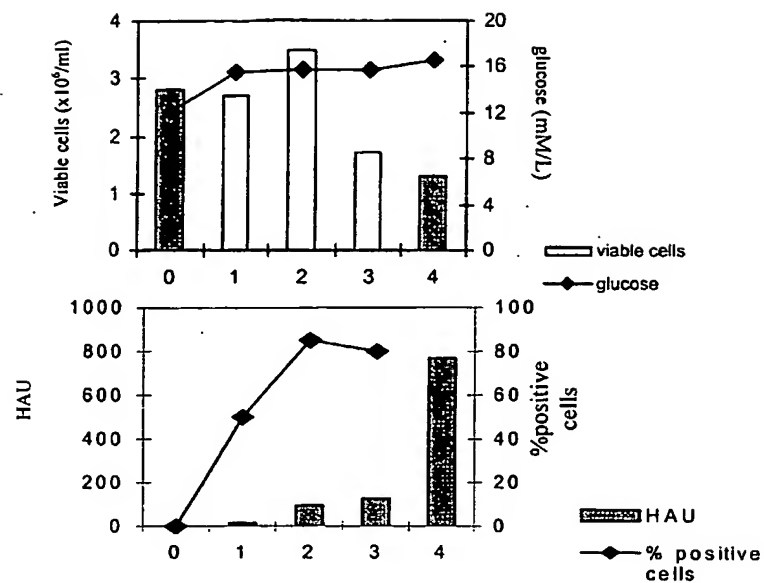 4 20
3 16
12
2 8
1 4
0 0
Viable cells (x10⁶/ml)
glucose (mM/L)
0 1 2 3 4
viable cells
glucose
1000 100
800 80
600 60
400 40
200 20
0 0
HAU
%positive
cells
0 1 2 3 4
HAU
% positive
cells